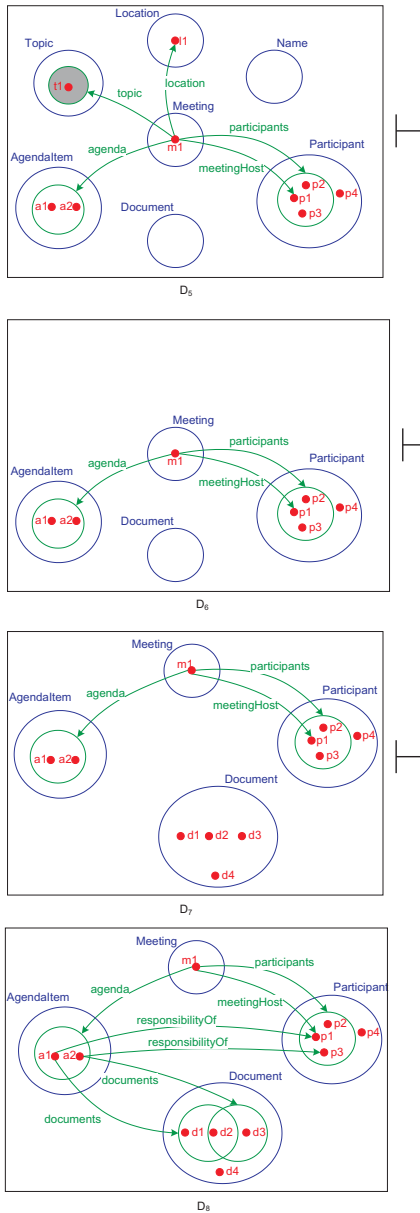 Location
Topic
l1
Name
t1
topic
location
Meeting
participants
m1
agenda
meetingHost
Participant
AgendaItem
p2
p1
p4
a1
a2
Document
p3
D5
Meeting
participants
m1
agenda
meetingHost
Participant
AgendaItem
p2
p1
p4
a1
a2
Document
p3
D6
Meeting
m1
participants
agenda
Participant
AgendaItem
meetingHost
p2
p1
p4
a1
a2
p3
Document
d1
d2
d3
d4
D7
Meeting
m1
participants
agenda
meetingHost
Participant
AgendaItem
responsibilityOf
p2
p1
p4
a1
a2
responsibilityOf
p3
documents
Document
documents
d1
d2
d3
d4
D8